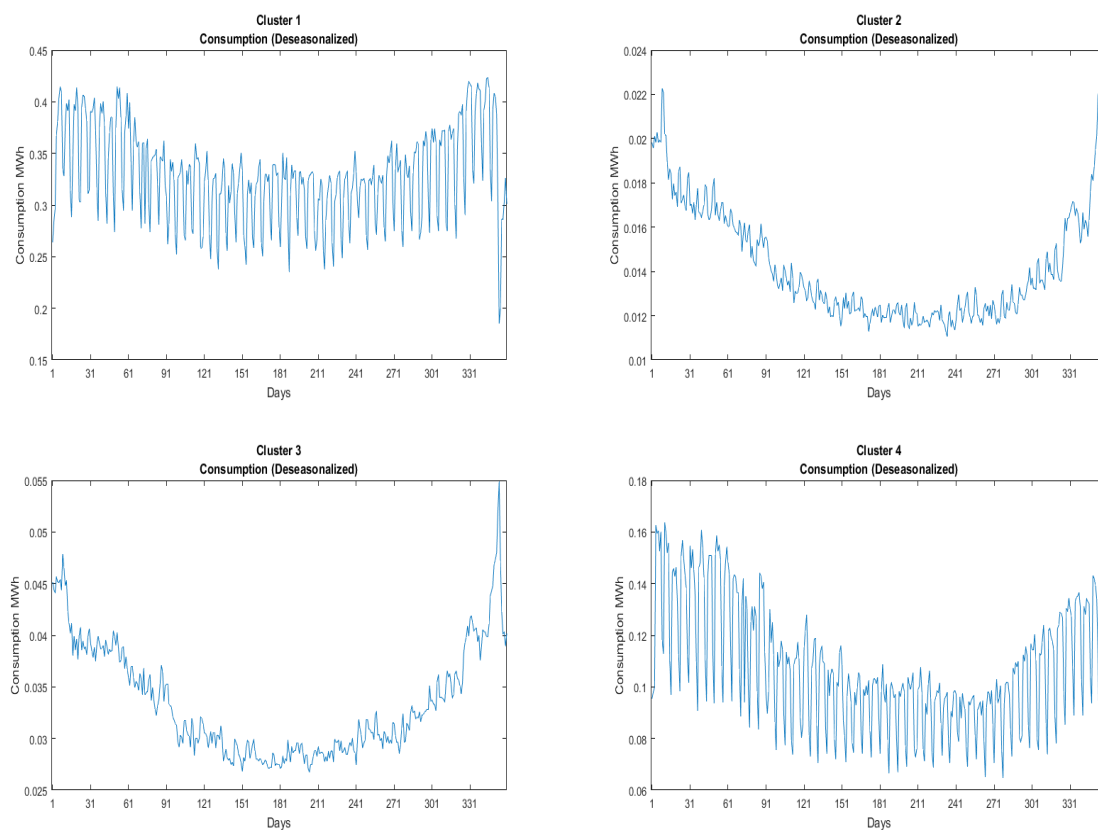 Cluster 1
Consumption (Deseasonalized)
0.45
0.4
0.35
0.3
0.25
0.2
0.15
Consumption MWh
1 31 61 91 121 151 181 211 241 271 301 331
Days
Cluster 2
Consumption (Deseasonalized)
0.024
0.022
0.02
0.018
0.016
0.014
0.012
0.01
Consumption MWh
1 31 61 91 121 151 181 211 241 271 301 331
Days
Cluster 3
Consumption (Deseasonalized)
0.055
0.05
0.045
0.04
0.035
0.03
0.025
Consumption MWh
1 31 61 91 121 151 181 211 241 271 301 331
Days
Cluster 4
Consumption (Deseasonalized)
0.18
0.16
0.14
0.12
0.1
0.08
0.06
Consumption MWh
1 31 61 91 121 151 181 211 241 271 301 331
Days